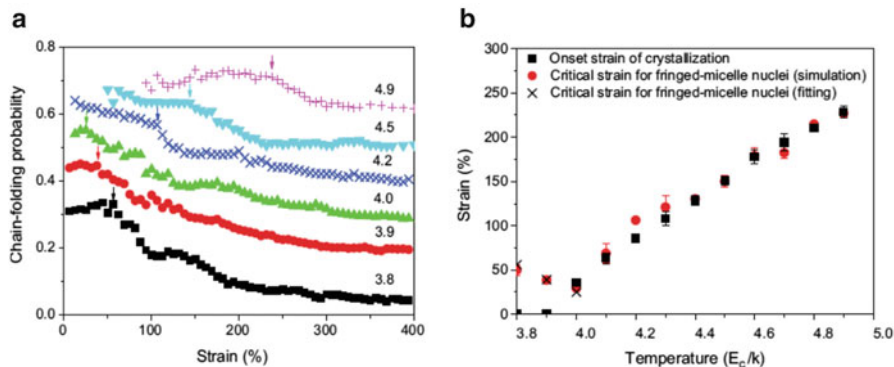 a
0.8
0.6
0.4
0.2
0.0
Chain-folding probability
4.9
4.5
4.2
4.0
3.9
3.8
0 100 200 300 400
Strain (%)
b
300
250
200
150
100
50
0
Strain (%)
Onset strain of crystallization
Critical strain for fringed-micelle nuclei (simulation)
Critical strain for fringed-micelle nuclei (fitting)
3.8 4.0 4.2 4.4 4.6 4.8 5.0
Temperature (Ec/k)